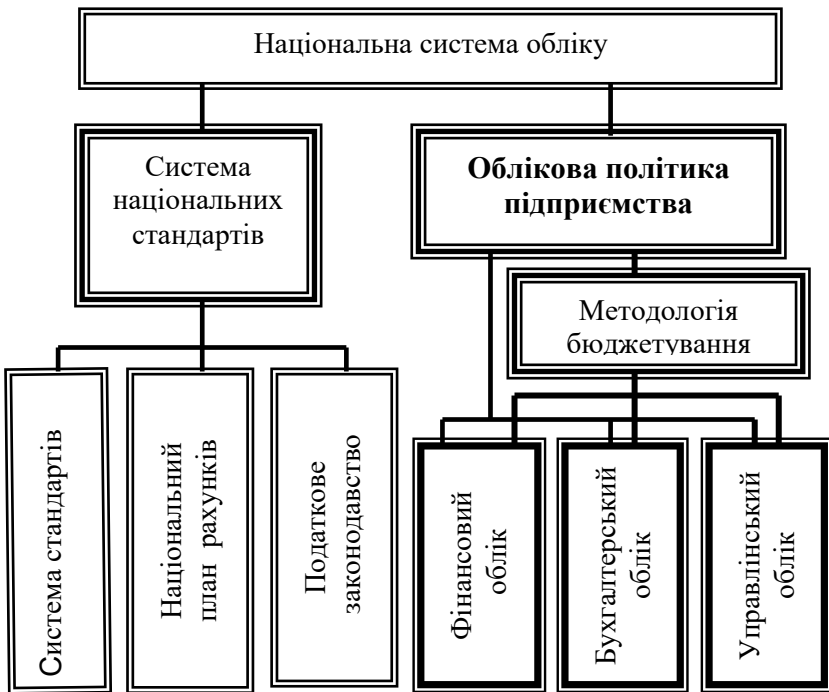 Національна система обліку
Система
національних
стандартів
Облікова політика
підприємства
Методологія
бюджетування
Система стандартів
Національний
план рахунків
Податкове
законодавство
Фінансовий
облік
Бухгалтерський
облік
Управлінський
облік